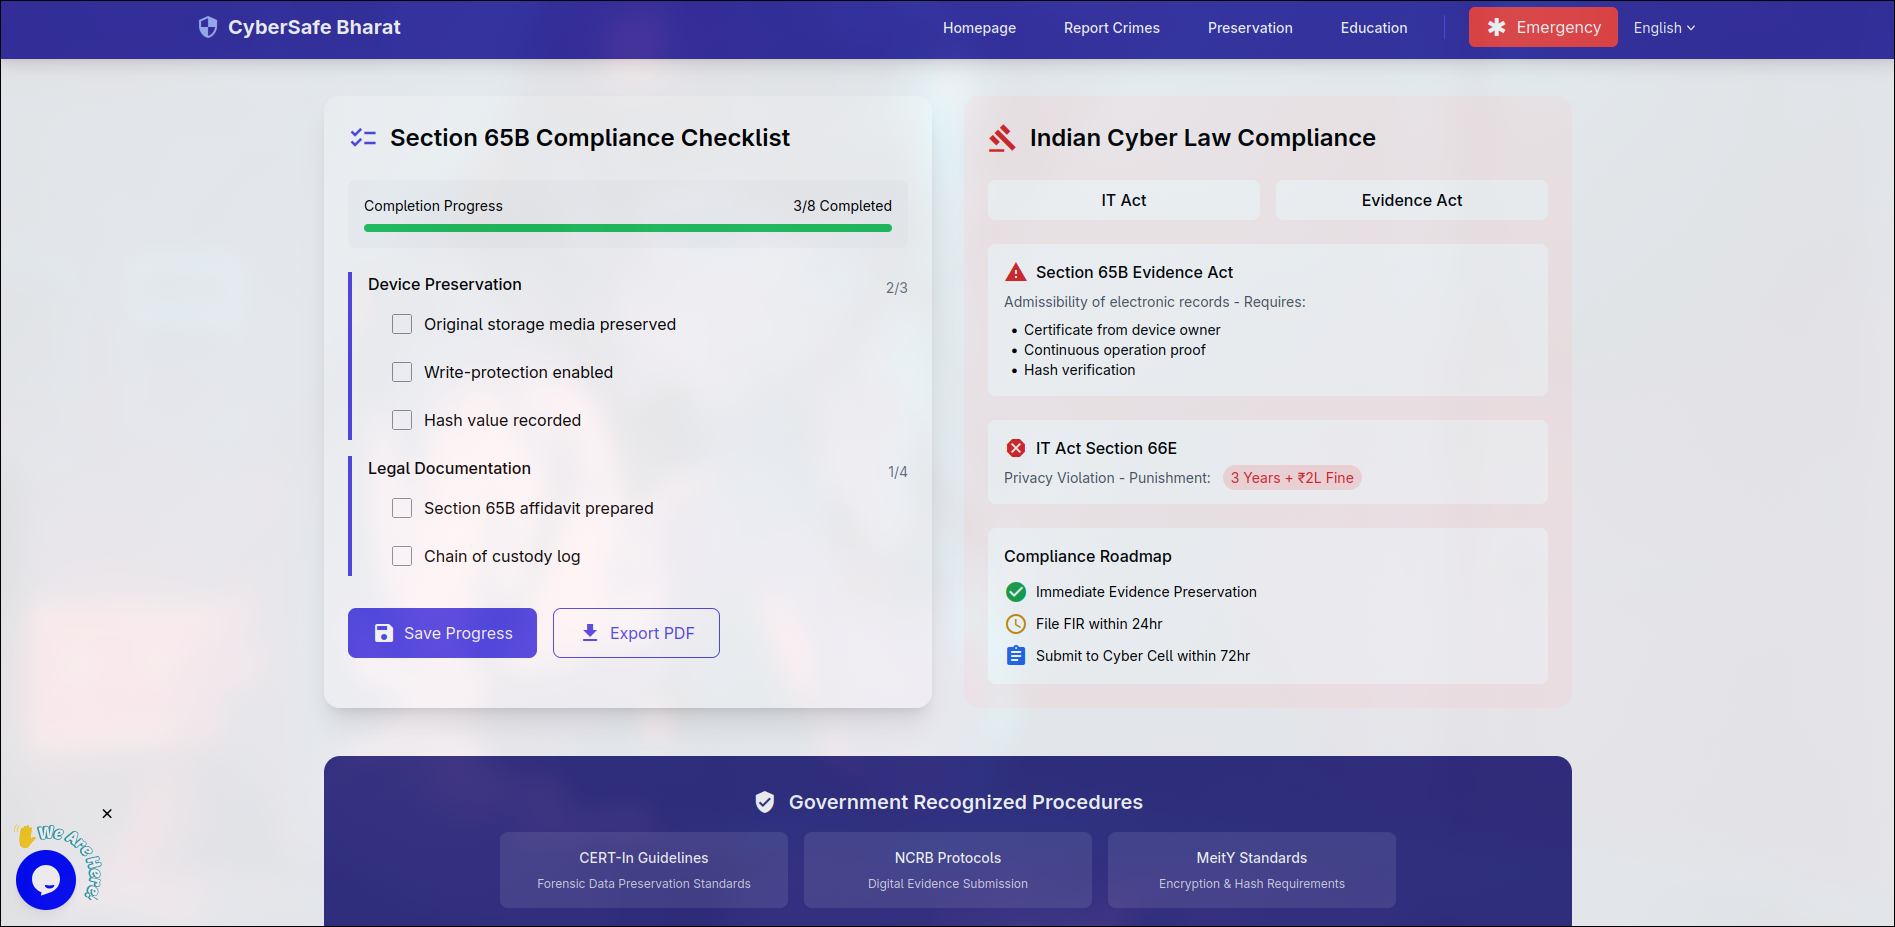 CyberSafe Bharat
Homepage
Report Crimes
Preservation
Education
Emergency
English
Section 65B Compliance Checklist
Completion Progress
3/8 Completed
Device Preservation
2/3
Original storage media preserved
Write-protection enabled
Hash value recorded
Legal Documentation
1/4
Section 65B affidavit prepared
Chain of custody log
Save Progress
Export PDF
Indian Cyber Law Compliance
IT Act
Evidence Act
Section 65B Evidence Act
Admissibility of electronic records - Requires:
• Certificate from device owner
• Continuous operation proof
• Hash verification
IT Act Section 66E
Privacy Violation - Punishment: 3 Years + ₹2L Fine
Compliance Roadmap
Immediate Evidence Preservation
File FIR within 24hr
Submit to Cyber Cell within 72hr
Government Recognized Procedures
CERT-In Guidelines
Forensic Data Preservation Standards
NCRB Protocols
Digital Evidence Submission
MeitY Standards
Encryption & Hash Requirements
We Are Here!